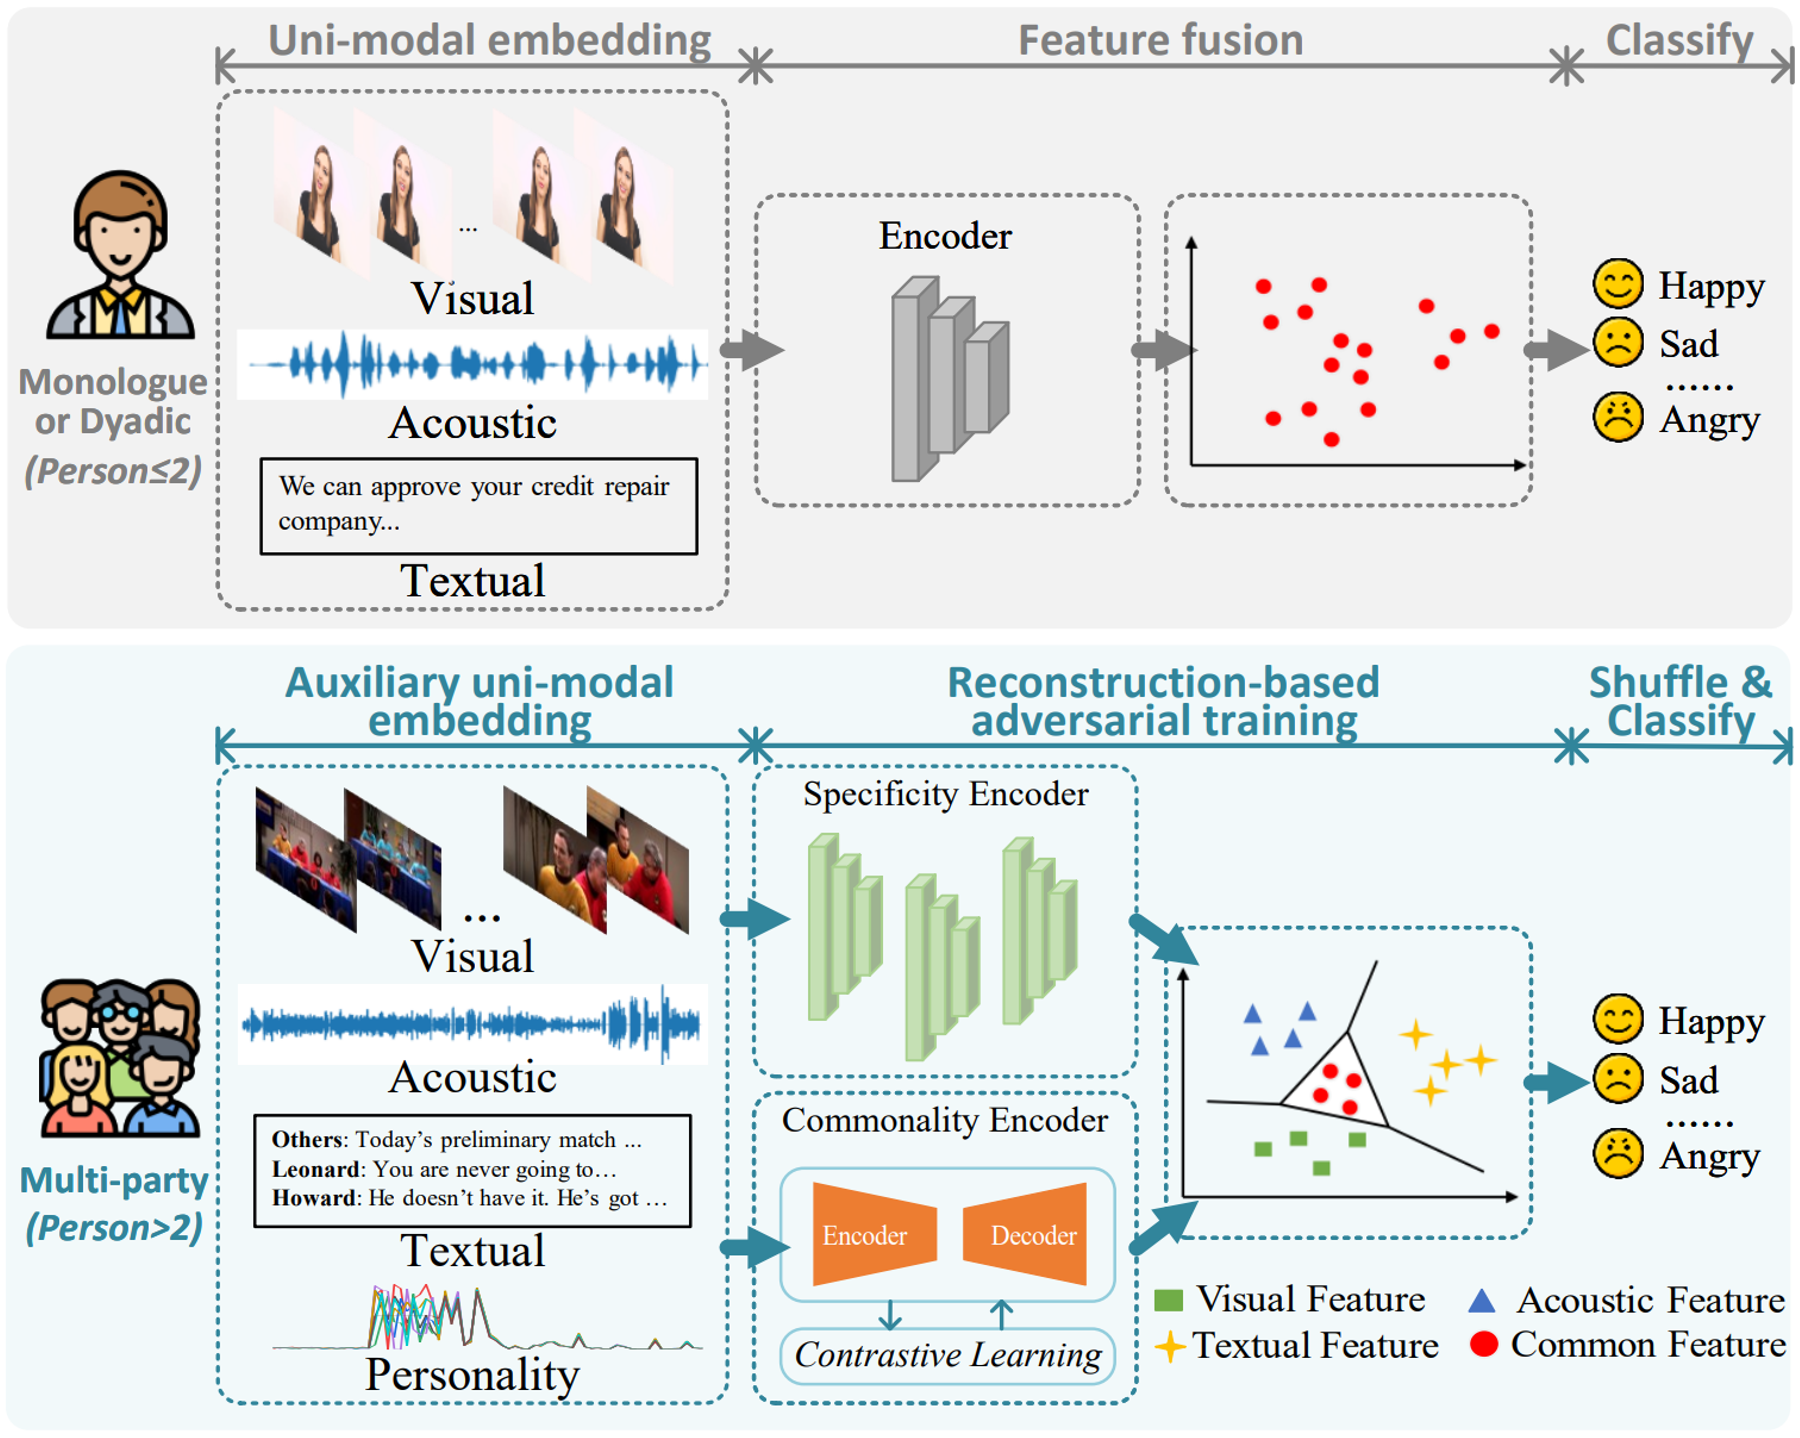 Uni-modal embedding
Feature fusion
Classify
Monologue
or Dyadic
(Person≤2)
...
Visual
Acoustic
We can approve your credit repair
company...
Textual
Encoder
Happy
Sad
......
Angry
Auxiliary uni-modal
embedding
Reconstruction-based
adversarial training
Shuffle &
Classify
Multi-party
(Person>2)
...
Visual
Acoustic
Others: Today's preliminary match ...
Leonard: You are never going to…
Howard: He doesn't have it. He's got …
Textual
Personality
Specificity Encoder
Commonality Encoder
Encoder
Decoder
Contrastive Learning
Happy
Sad
......
Angry
Visual Feature
Acoustic Feature
Textual Feature
Common Feature